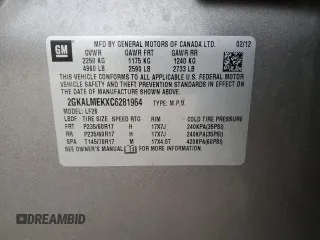 GM
MFD BY GENERAL MOTORS OF CANADA LTD. 02/12
GVWR GAWR FRT GAWR RR
2250 KG 1175 KG 1240 KG
4960 LB 2590 LB 2733 LB
THIS VEHICLE CONFORMS TO ALL APPLICABLE U.S. FEDERAL MOTOR
VEHICLE SAFETY AND THEFT PREVENTION STANDARDS IN EFFECT ON
THE DATE OF MANUFACTURE SHOWN ABOVE.
2GKALMEKXC6281964 TYPE: M.P.V.
MODEL: LF26
LBDF TIRE SIZE SPEED RTG RIM COLD TIRE PRESSURE
FRT P235/60R17 H 17X7J 240KPA(35PSI)
RR P235/60R17 H 17X7J 240KPA(35PSI)
SPA T145/70R17 M 17X4.5T 420KPA(60PSI)
SEE OWNER'S MANUAL FOR MORE INFORMATION.
DREAMBID